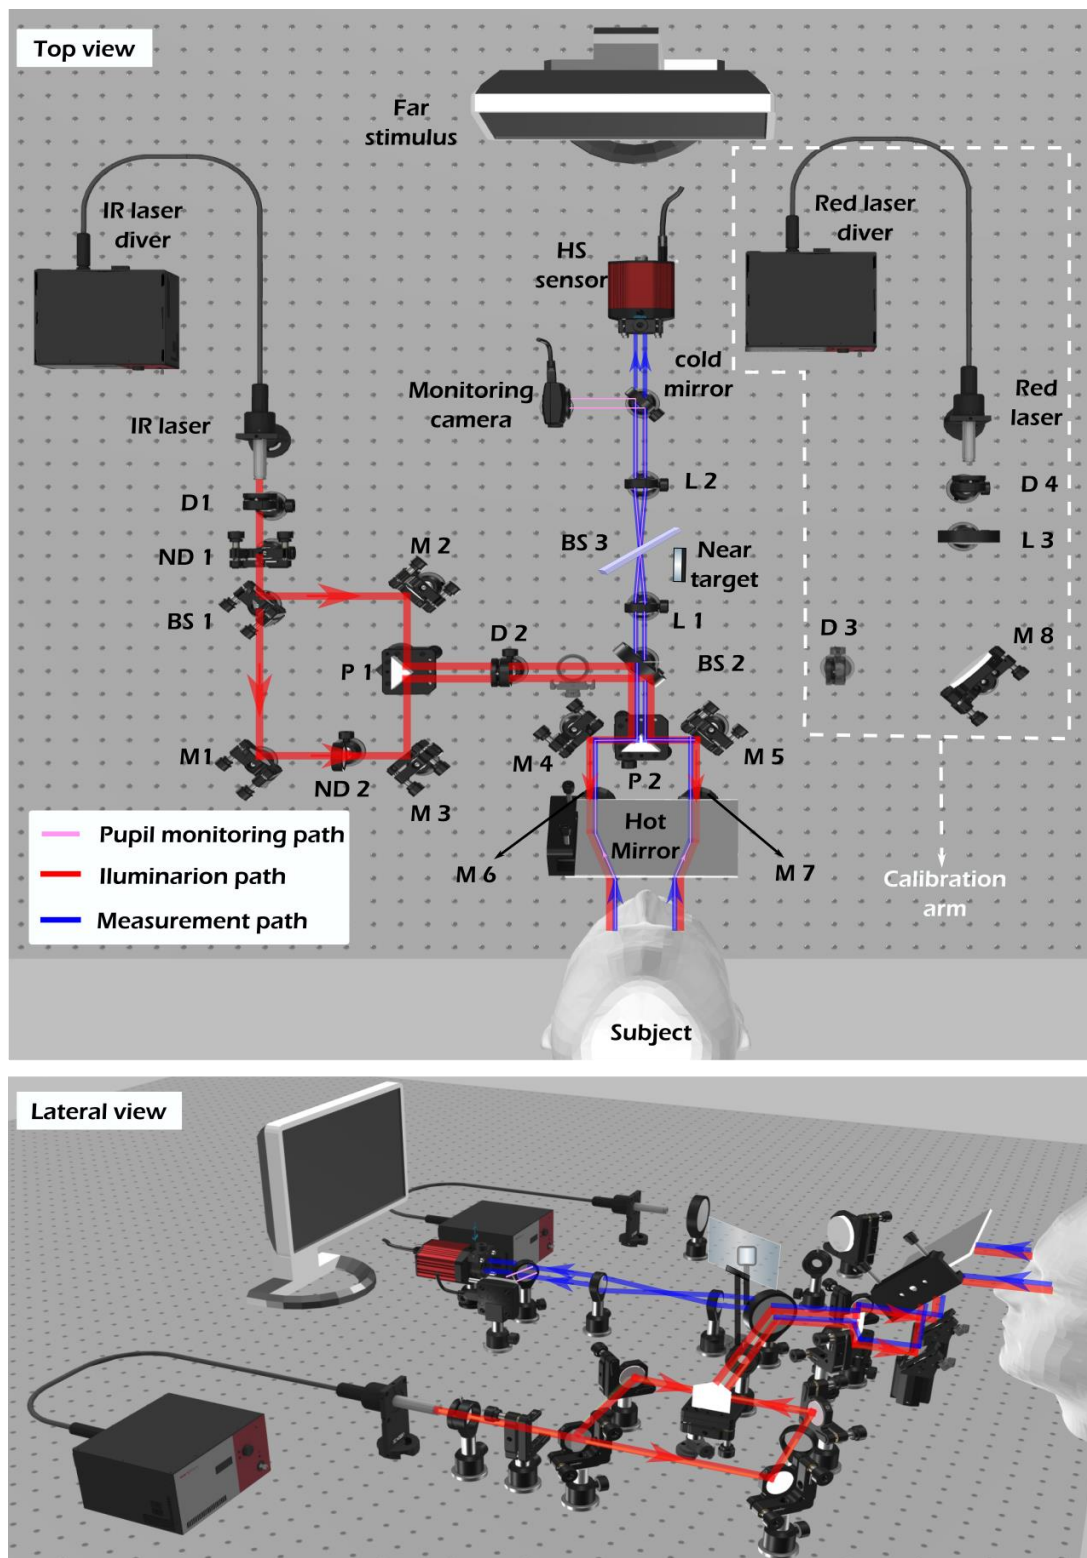 Top view
Far
stimulus
IR laser
diver
Red laser
diver
HS
sensor
cold
mirror
Monitoring
camera
Red
laser
IR laser
D 1
L 2
D 4
ND 1
M 2
BS 3
Near
target
L 3
BS 1
D 2
L 1
D 3
M 8
P 1
BS 2
M1
ND 2
M 3
M 4
P 2
M 5
Pupil monitoring path
Iluminarion path
Measurement path
Hot
Mirror
M 6
M 7
Calibration
arm
Subject
Lateral view